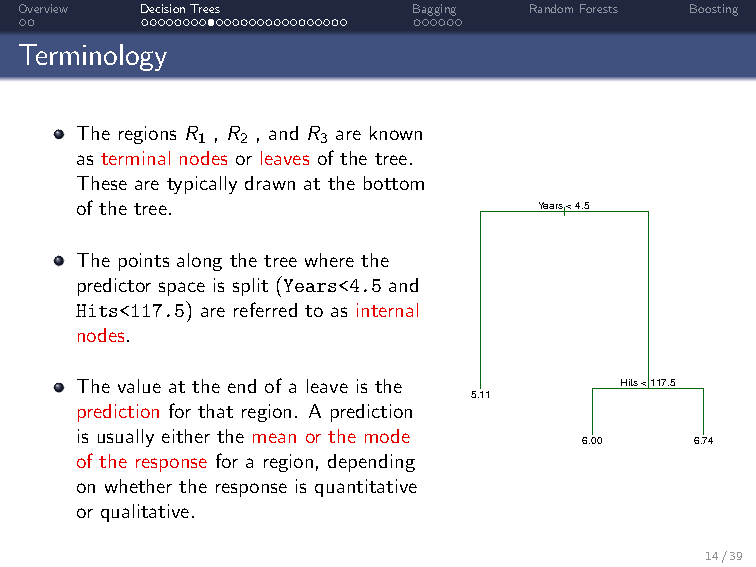 Overview Decision Trees Bagging Random Forests Boosting
Terminology
The regions R1 , R2 , and R3 are known
as terminal nodes or leaves of the tree.
These are typically drawn at the bottom
of the tree.
The points along the tree where the
predictor space is split (Years<4.5 and
Hits<117.5) are referred to as internal
nodes.
The value at the end of a leave is the
prediction for that region. A prediction
is usually either the mean or the mode
of the response for a region, depending
on whether the response is quantitative
or qualitative.
Years < 4.5
Hits < 117.5
5.11
6.00 6.74
14 / 39